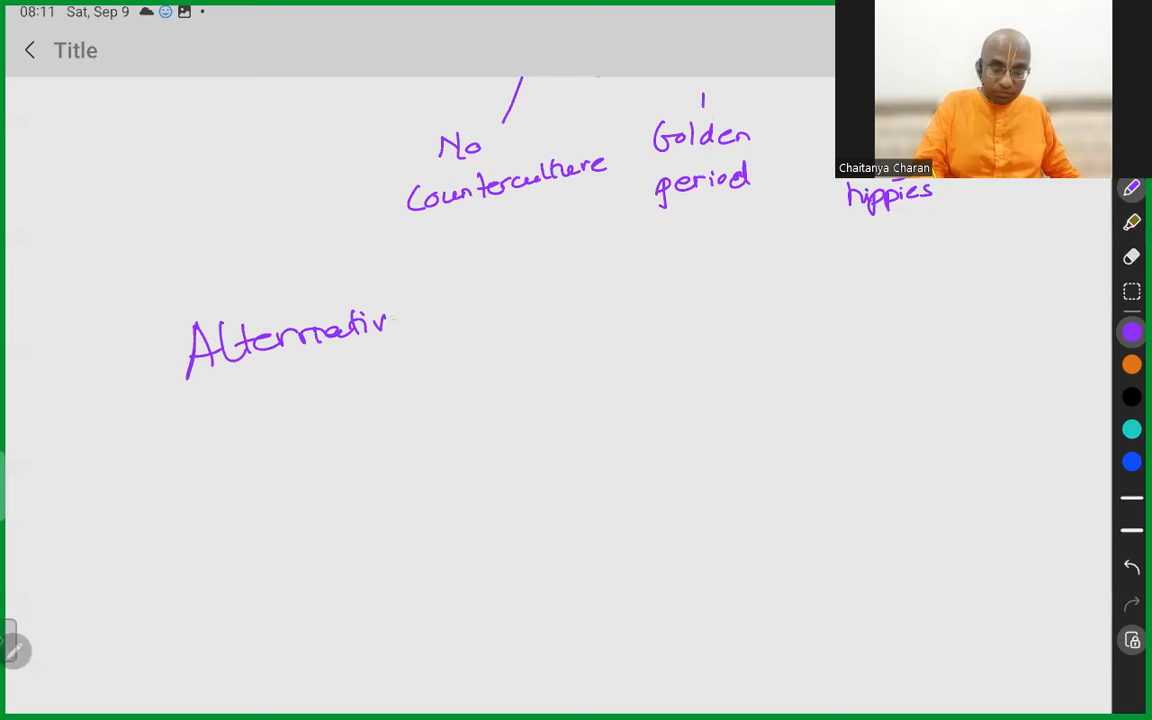 08:11 Sat, Sep 9
Title
No
Counterculture
Golden
period
hippies
Chaitanya Charan
Alternativ